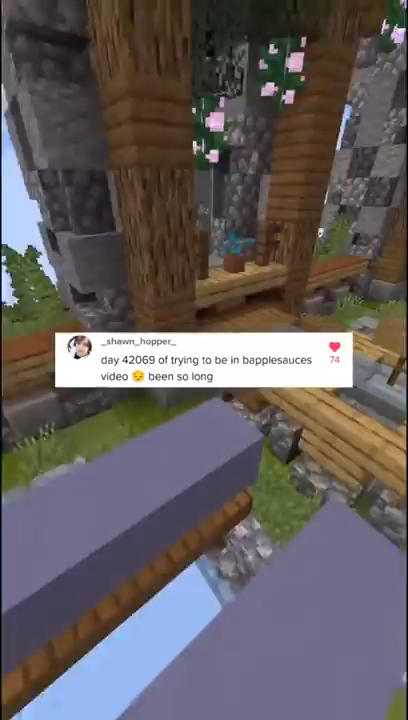 _shawn_hopper_
day 42069 of trying to be in bapplesauces
video 😔 been so long
74